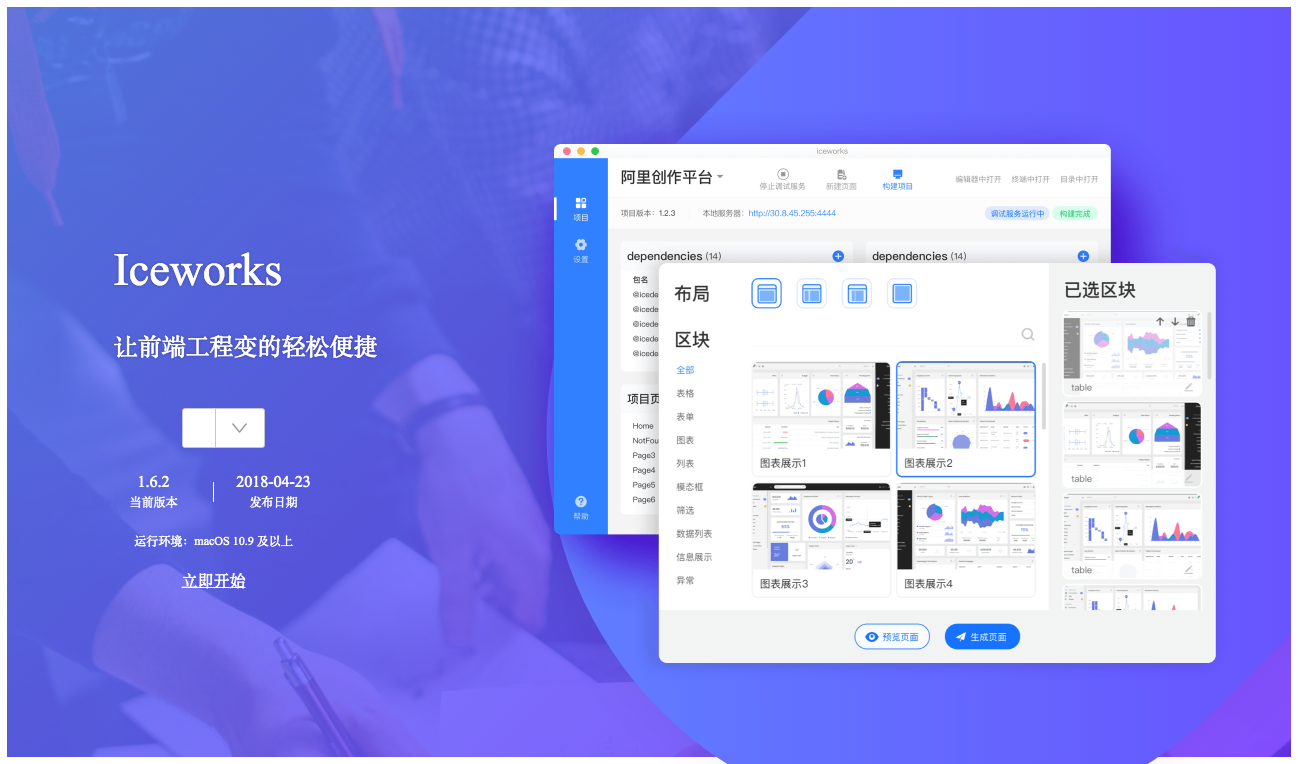 Iceworks
让前端工程变的轻松便捷
1.6.2
当前版本
2018-04-23
发布日期
运行环境：macOS 10.9 及以上
立即开始
iceworks
阿里创作平台
停止调试服务
新建页面
构建项目
编辑器中打开
终端中打开
目录中打开
项目
设置
帮助
项目版本：1.2.3
本地服务器：http://30.8.45.255:4444
调试服务运行中
构建完成
dependencies (14)
dependencies (14)
包名
@icede
@icede
@icede
@icede
@icede
项目页
Home
NotFou
Page3
Page4
Page5
Page6
布局
区块
全部
表格
表单
图表
列表
模态框
筛选
数据列表
信息展示
异常
图表展示1
图表展示2
图表展示3
图表展示4
已选区块
table
table
table
预览页面
生成页面